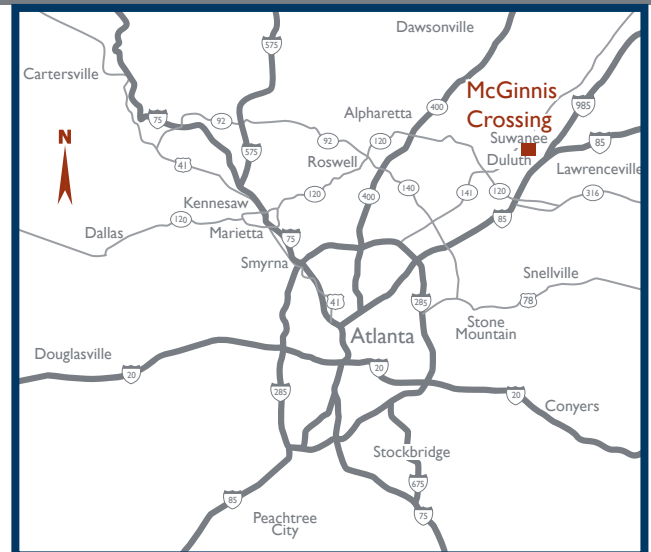 575
Dawsonville
Cartersville
McGinnis
Crossing
985
400
Alpharetta
75
92
92
120
Suwanee
85
575
Roswell
Duluth
Lawrenceville
N
41
120
400
140
141
120
316
Kennesaw
120
85
Dallas
Marietta
75
Smyrna
Snellville
41
285
78
Stone
Mountain
Atlanta
Douglasville
20
20
285
20
Conyers
Stockbridge
675
85
75
Peachtree
City